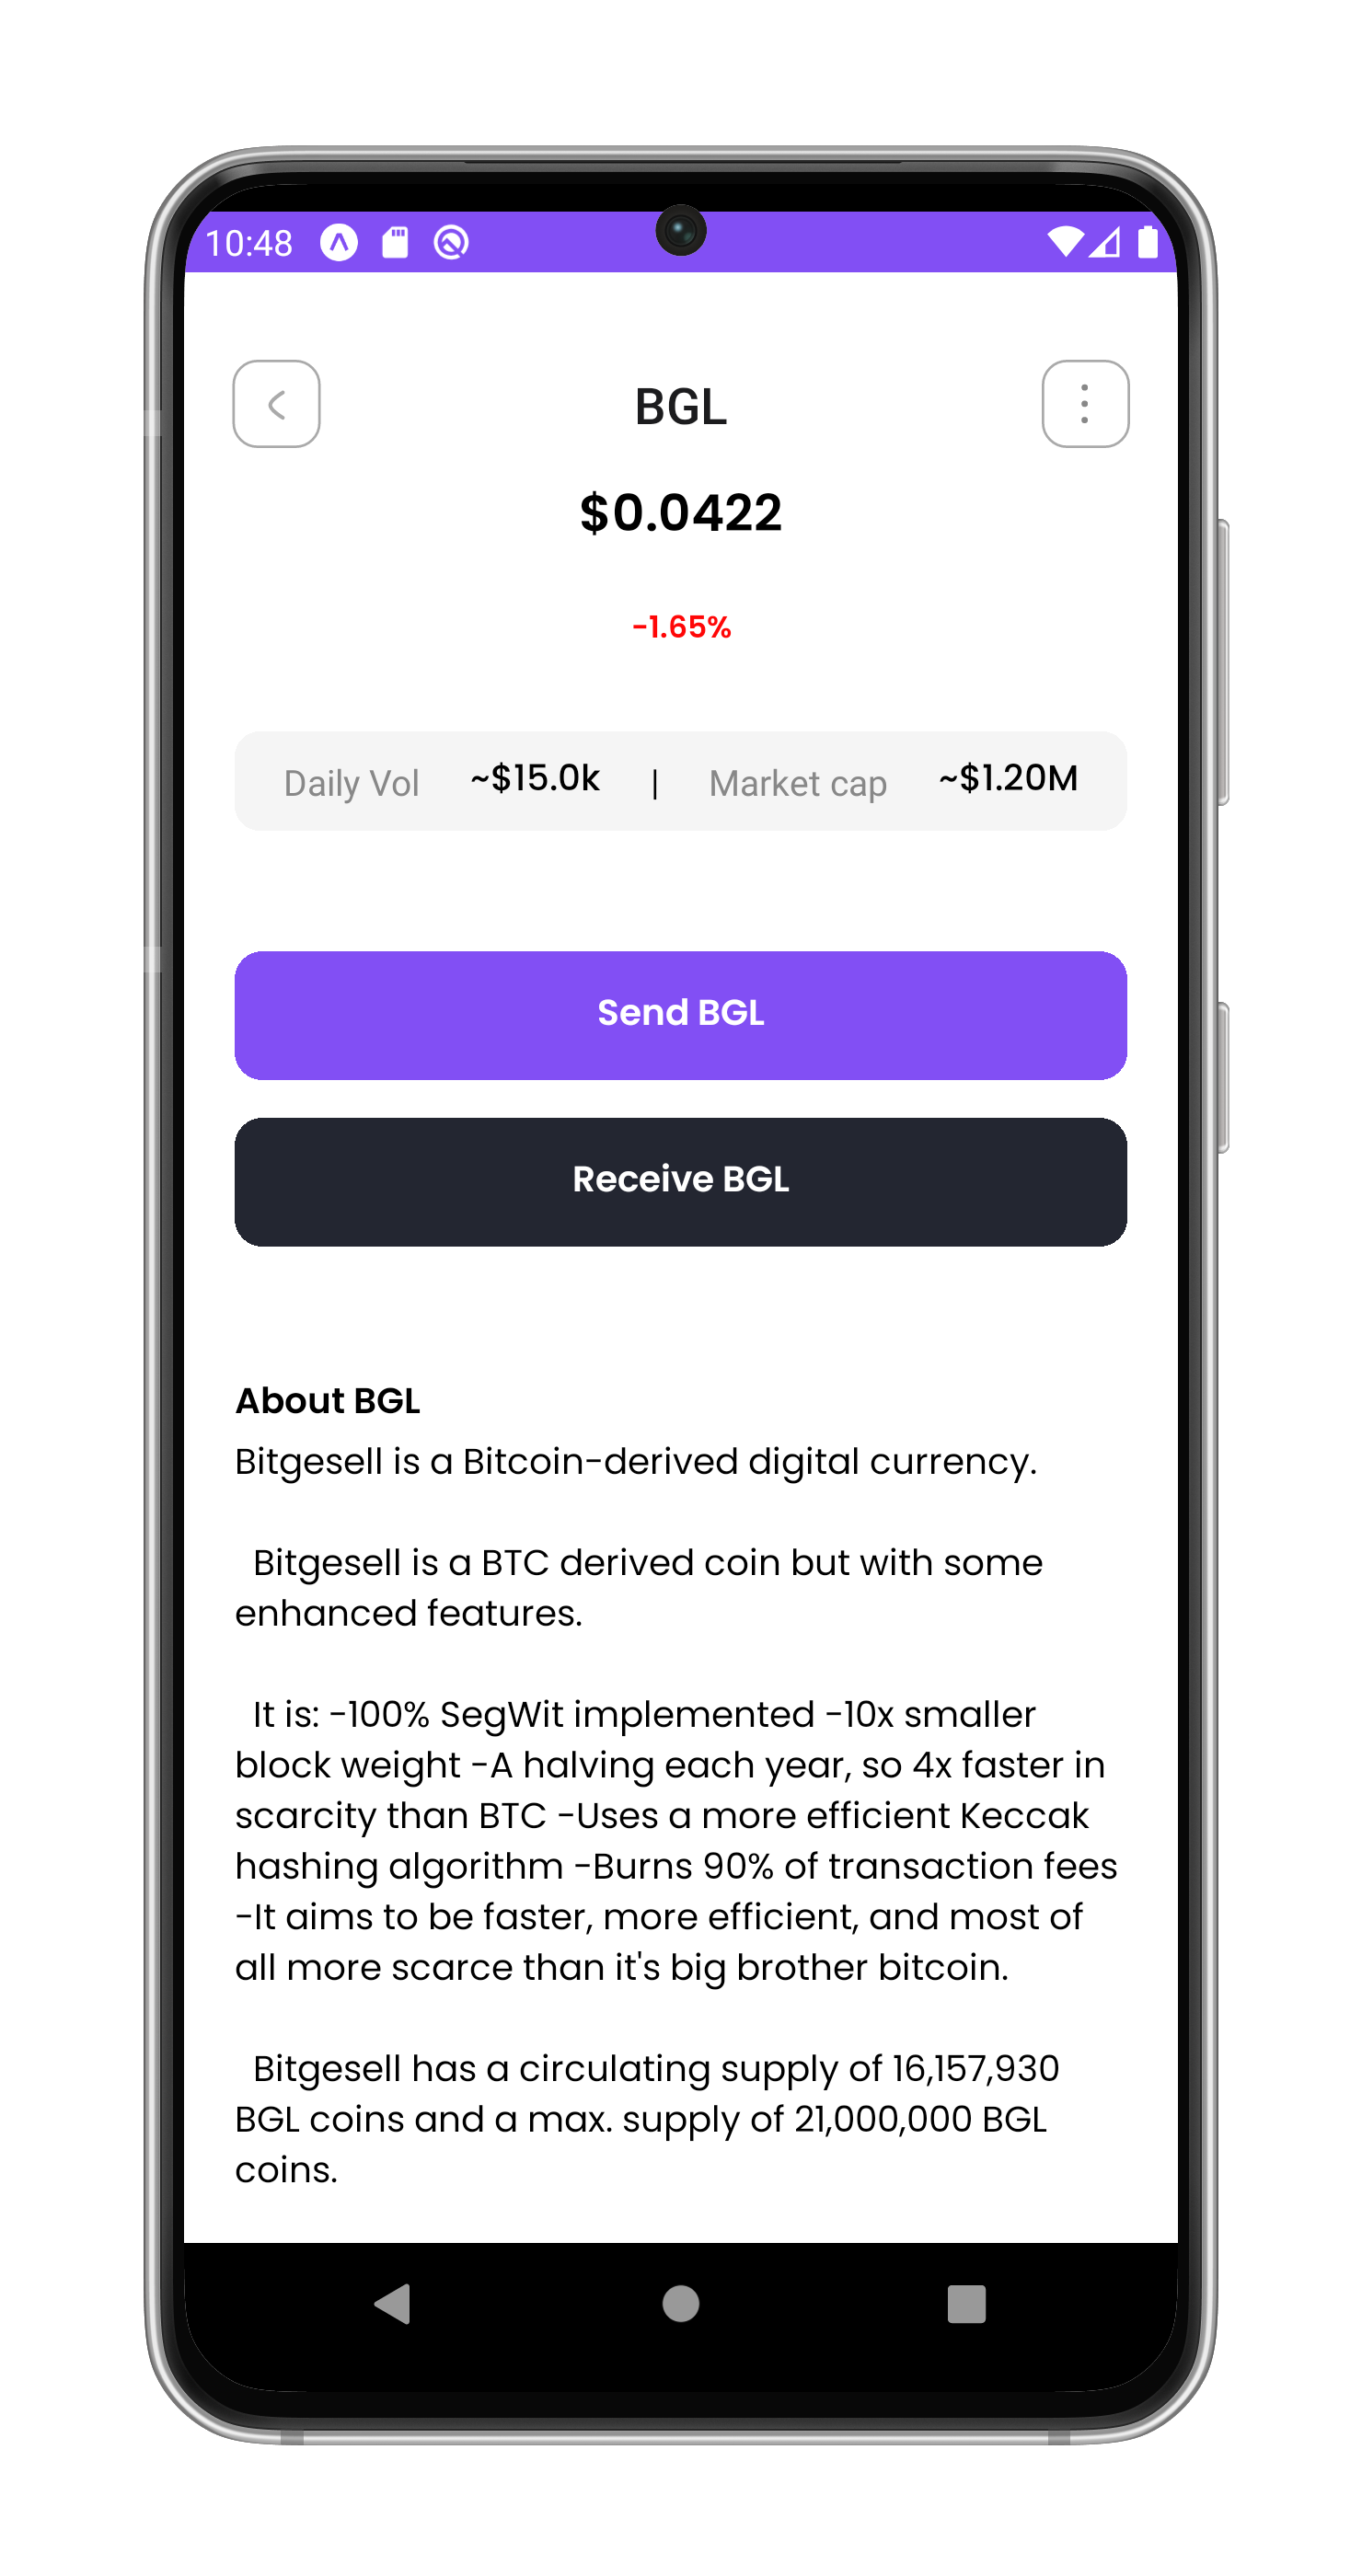 10:48
BGL
$0.0422
-1.65%
Daily Vol ~$15.0k | Market cap ~$1.20M
Send BGL
Receive BGL
About BGL
Bitgesell is a Bitcoin-derived digital currency.
Bitgesell is a BTC derived coin but with some
enhanced features.
It is: -100% SegWit implemented -10x smaller
block weight -A halving each year, so 4x faster in
scarcity than BTC -Uses a more efficient Keccak
hashing algorithm -Burns 90% of transaction fees
-It aims to be faster, more efficient, and most of
all more scarce than it's big brother bitcoin.
Bitgesell has a circulating supply of 16,157,930
BGL coins and a max. supply of 21,000,000 BGL
coins.